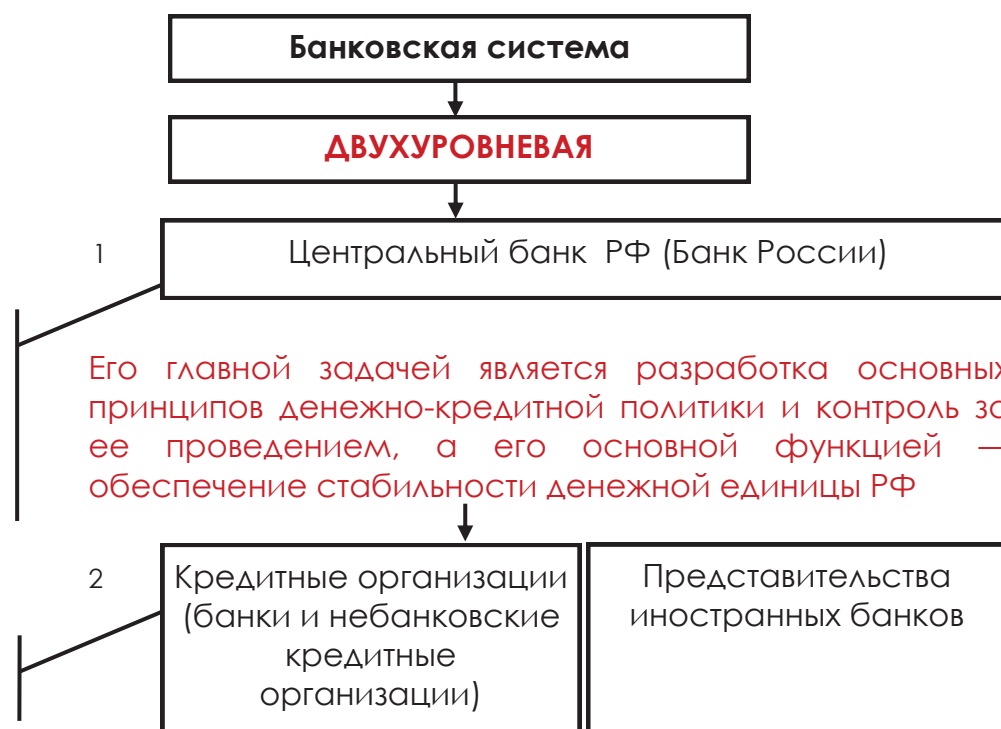 Банковская система
ДВУХУРОВНЕВАЯ
1
Центральный банк РФ (Банк России)
Его главной задачей является разработка основных
принципов денежно-кредитной политики и контроль за
ее проведением, а его основной функцией —
обеспечение стабильности денежной единицы РФ
2
Кредитные организации
(банки и небанковские
кредитные
организации)
Представительства
иностранных банков